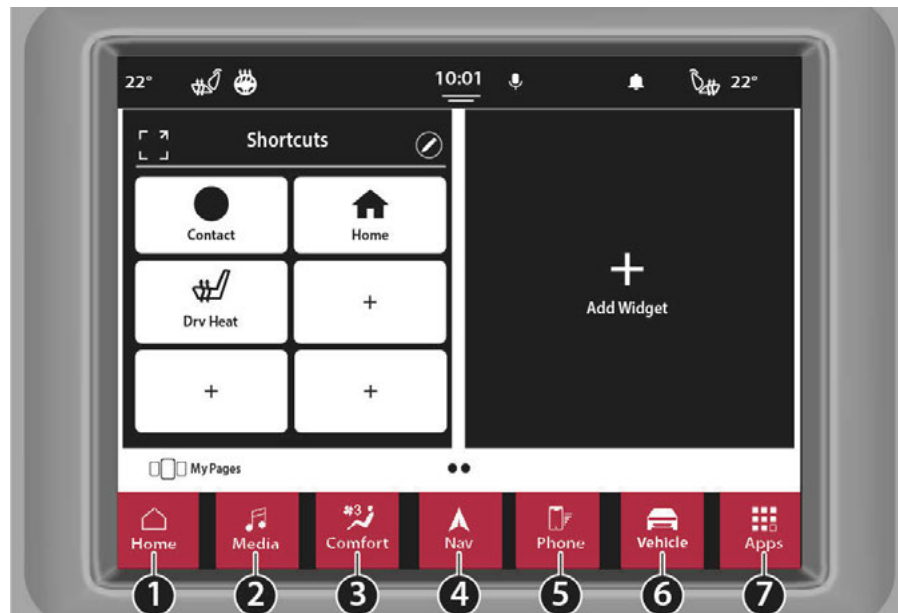 22° 10:01 22°
Shortcuts
Contact Home
Drv Heat +
+ +
+
Add Widget
My Pages
Home Media Comfort Nav Phone Vehicle Apps
1 2 3 4 5 6 7